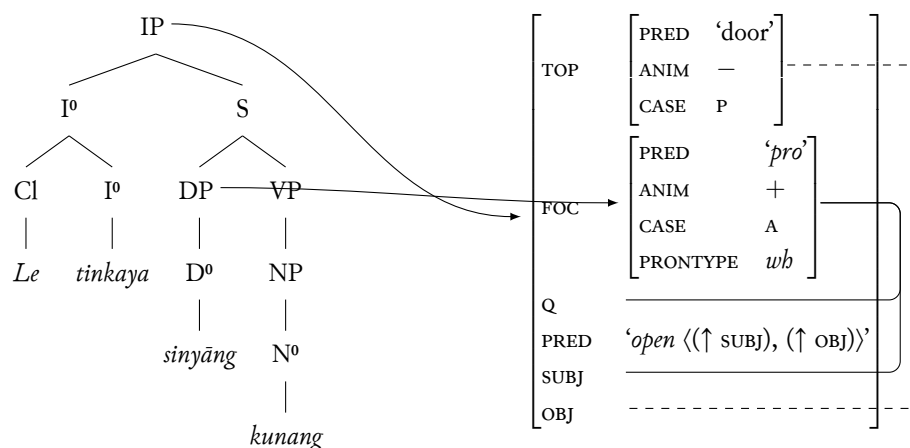 IP
I⁰ S
Cl I⁰ DP VP
Le tinkaya D⁰ NP
sinyāng N⁰
kunang
TOP PRED ‘door’
ANIM −
CASE P
FOC PRED ‘pro’
ANIM +
CASE A
PRONTYPE wh
Q
PRED ‘open ⟨(↑ SUBJ), (↑ OBJ)⟩’
SUBJ
OBJ